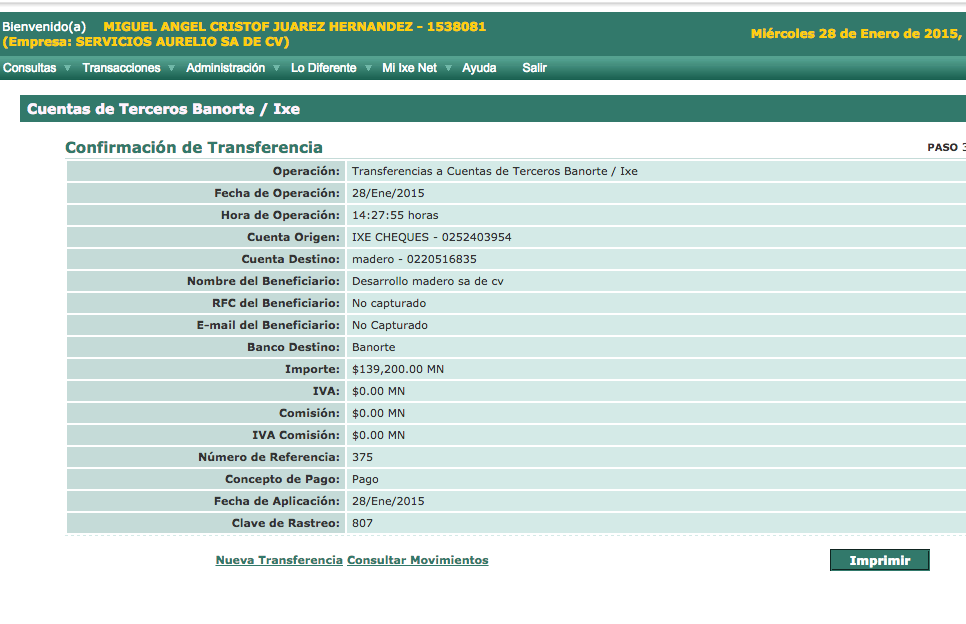 Bienvenido(a) MIGUEL ANGEL CRISTOF JUAREZ HERNANDEZ - 1538081
(Empresa: SERVICIOS AURELIO SA DE CV)
Miércoles 28 de Enero de 2015,
Consultas Transacciones Administración Lo Diferente Mi Ixe Net Ayuda Salir
Cuentas de Terceros Banorte / Ixe
Confirmación de Transferencia PASO 3
Operación: Transferencias a Cuentas de Terceros Banorte / Ixe
Fecha de Operación: 28/Ene/2015
Hora de Operación: 14:27:55 horas
Cuenta Origen: IXE CHEQUES - 0252403954
Cuenta Destino: madero - 0220516835
Nombre del Beneficiario: Desarrollo madero sa de cv
RFC del Beneficiario: No capturado
E-mail del Beneficiario: No Capturado
Banco Destino: Banorte
Importe: $139,200.00 MN
IVA: $0.00 MN
Comisión: $0.00 MN
IVA Comisión: $0.00 MN
Número de Referencia: 375
Concepto de Pago: Pago
Fecha de Aplicación: 28/Ene/2015
Clave de Rastreo: 807
Nueva Transferencia Consultar Movimientos Imprimir